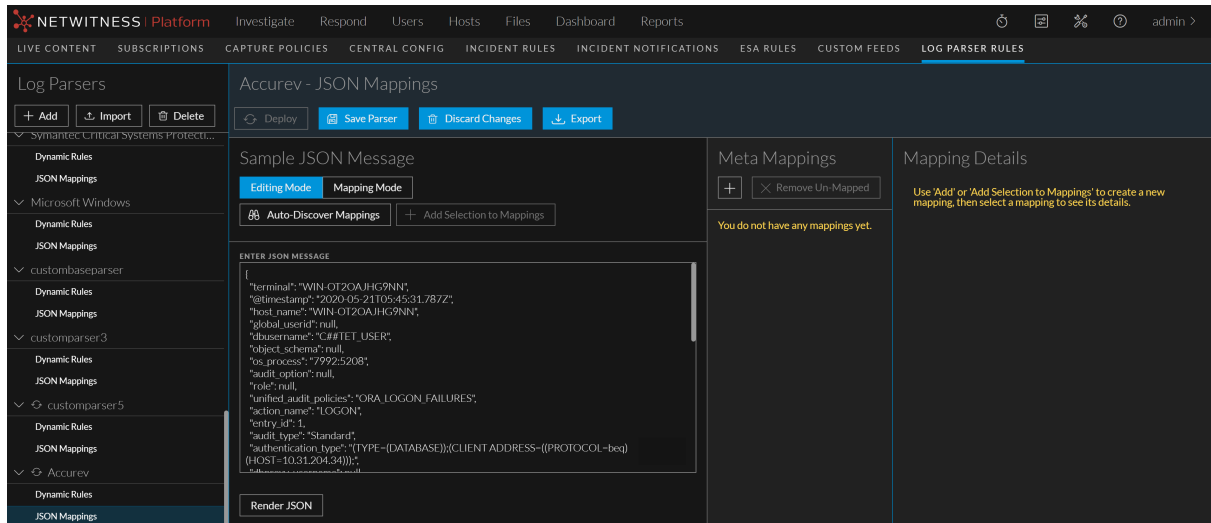 NETWITNESS | Platform
Investigate Respond Users Hosts Files Dashboard Reports
admin >
LIVE CONTENT SUBSCRIPTIONS CAPTURE POLICIES CENTRAL CONFIG INCIDENT RULES INCIDENT NOTIFICATIONS ESA RULES CUSTOM FEEDS LOG PARSER RULES
Log Parsers
+ Add Import Delete
Symantec Critical Systems Protecti...
Dynamic Rules
JSON Mappings
Microsoft Windows
Dynamic Rules
JSON Mappings
custombaseparser
Dynamic Rules
JSON Mappings
customparser3
Dynamic Rules
JSON Mappings
customparser5
Dynamic Rules
JSON Mappings
Accurev
Dynamic Rules
JSON Mappings
Accurev - JSON Mappings
Deploy Save Parser Discard Changes Export
Sample JSON Message
Editing Mode Mapping Mode
Auto-Discover Mappings + Add Selection to Mappings
ENTER JSON MESSAGE
{
"terminal": "WIN-OT2OAJHG9NN",
"@timestamp": "2020-05-21T05:45:31.787Z",
"host_name": "WIN-OT2OAJHG9NN",
"global_userid": null,
"dbusername": "C##TET_USER",
"object_schema": null,
"os_process": "7992:5208",
"audit_option": null,
"role": null,
"unified_audit_policies": "ORA_LOGON_FAILURES",
"action_name": "LOGON",
"entry_id": 1,
"audit_type": "Standard",
"authentication_type": "(TYPE=(DATABASE));(CLIENT ADDRESS=((PROTOCOL=beq)
(HOST=10.31.204.34)));",
Render JSON
Meta Mappings
+ Remove Un-Mapped
You do not have any mappings yet.
Mapping Details
Use 'Add' or 'Add Selection to Mappings' to create a new
mapping, then select a mapping to see its details.